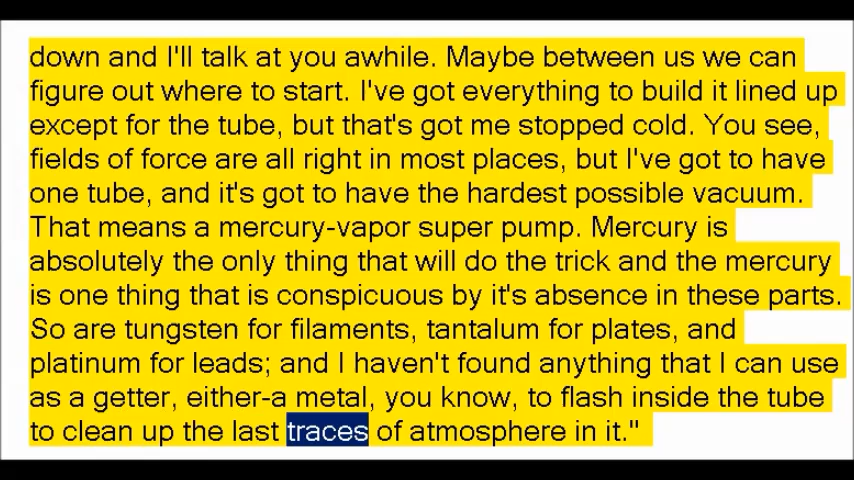 down and I'll talk at you awhile. Maybe between us we can
figure out where to start. I've got everything to build it lined up
except for the tube, but that's got me stopped cold. You see,
fields of force are all right in most places, but I've got to have
one tube, and it's got to have the hardest possible vacuum.
That means a mercury-vapor super pump. Mercury is
absolutely the only thing that will do the trick and the mercury
is one thing that is conspicuous by it's absence in these parts.
So are tungsten for filaments, tantalum for plates, and
platinum for leads; and I haven't found anything that I can use
as a getter, either-a metal, you know, to flash inside the tube
to clean up the last traces of atmosphere in it."